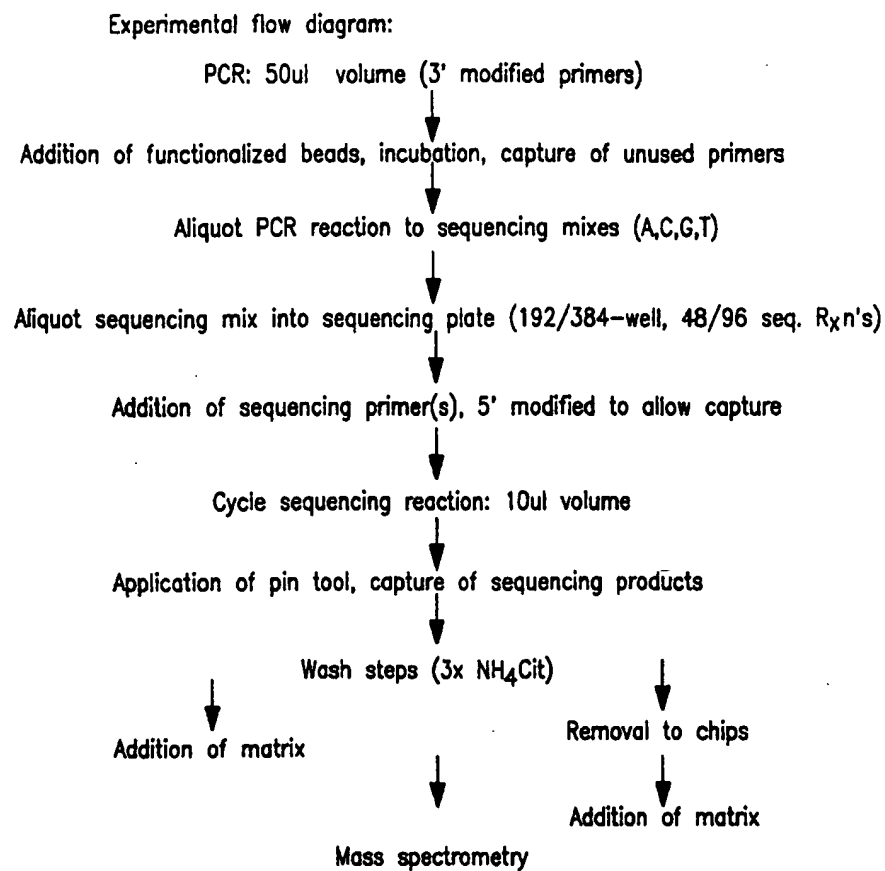 Experimental flow diagram:
PCR: 50ul volume (3' modified primers)
Addition of functionalized beads, incubation, capture of unused primers
Aliquot PCR reaction to sequencing mixes (A,C,G,T)
Aliquot sequencing mix into sequencing plate (192/384-well, 48/96 seq. RXn's)
Addition of sequencing primer(s), 5' modified to allow capture
Cycle sequencing reaction: 10ul volume
Application of pin tool, capture of sequencing products
Wash steps (3x NH4Cit)
Addition of matrix
Removal to chips
Addition of matrix
Mass spectrometry